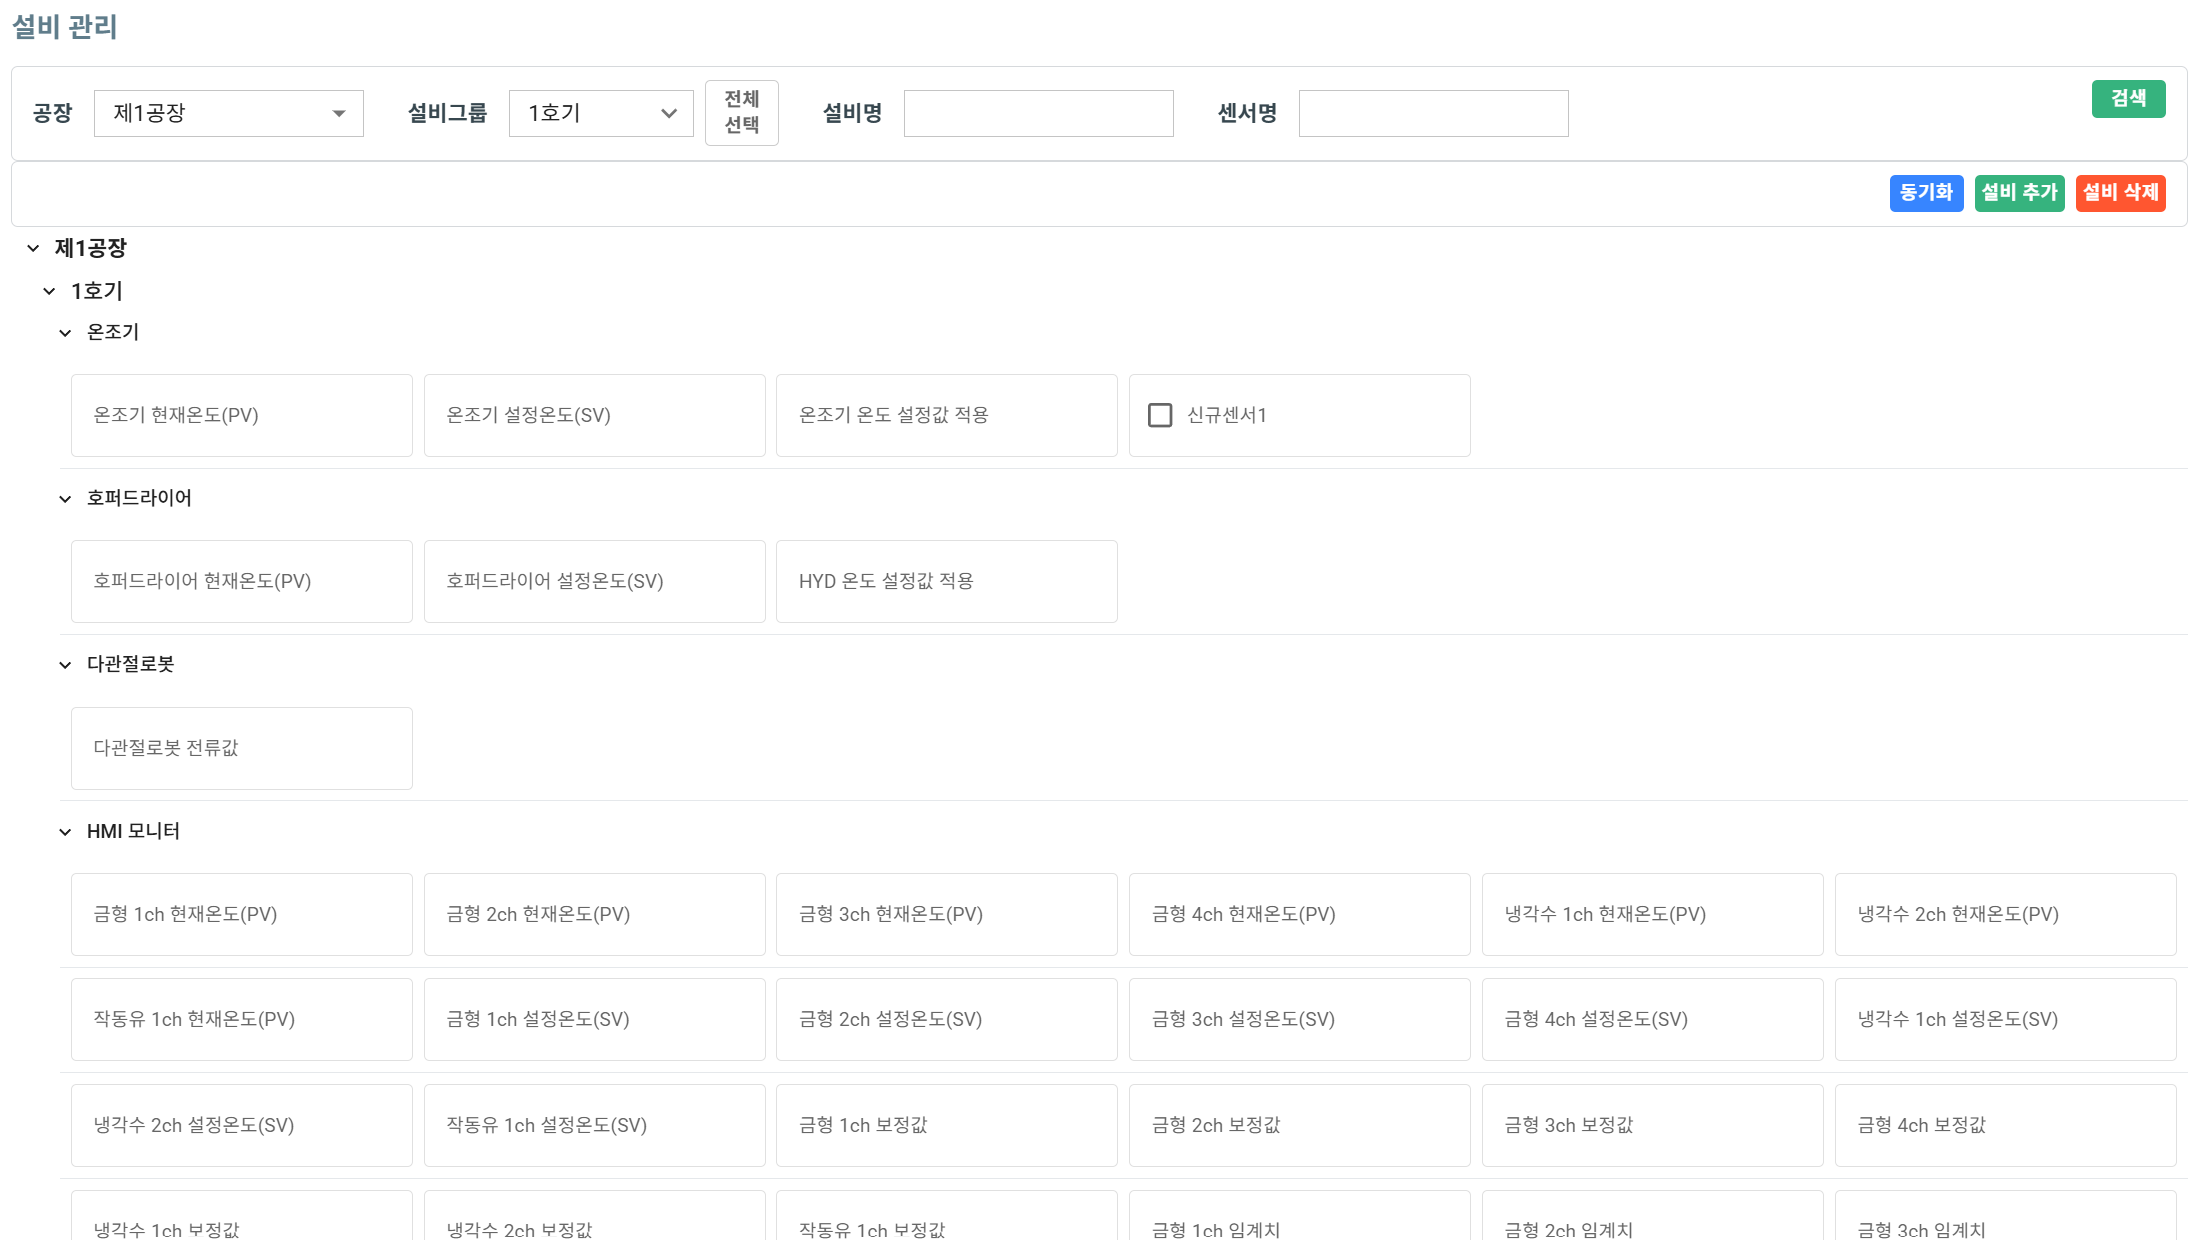 설비 관리
공장
제1공장
설비그룹
1호기
전체
선택
설비명
센서명
검색
동기화
설비 추가
설비 삭제
제1공장
1호기
온조기
온조기 현재온도(PV)
온조기 설정온도(SV)
온조기 온도 설정값 적용
신규센서1
호퍼드라이어
호퍼드라이어 현재온도(PV)
호퍼드라이어 설정온도(SV)
HYD 온도 설정값 적용
다관절로봇
다관절로봇 전류값
HMI 모니터
금형 1ch 현재온도(PV)
금형 2ch 현재온도(PV)
금형 3ch 현재온도(PV)
금형 4ch 현재온도(PV)
냉각수 1ch 현재온도(PV)
냉각수 2ch 현재온도(PV)
작동유 1ch 현재온도(PV)
금형 1ch 설정온도(SV)
금형 2ch 설정온도(SV)
금형 3ch 설정온도(SV)
금형 4ch 설정온도(SV)
냉각수 1ch 설정온도(SV)
냉각수 2ch 설정온도(SV)
작동유 1ch 설정온도(SV)
금형 1ch 보정값
금형 2ch 보정값
금형 3ch 보정값
금형 4ch 보정값
냉각수 1ch 보정값
냉각수 2ch 보정값
작동유 1ch 보정값
금형 1ch 임계치
금형 2ch 임계치
금형 3ch 임계치